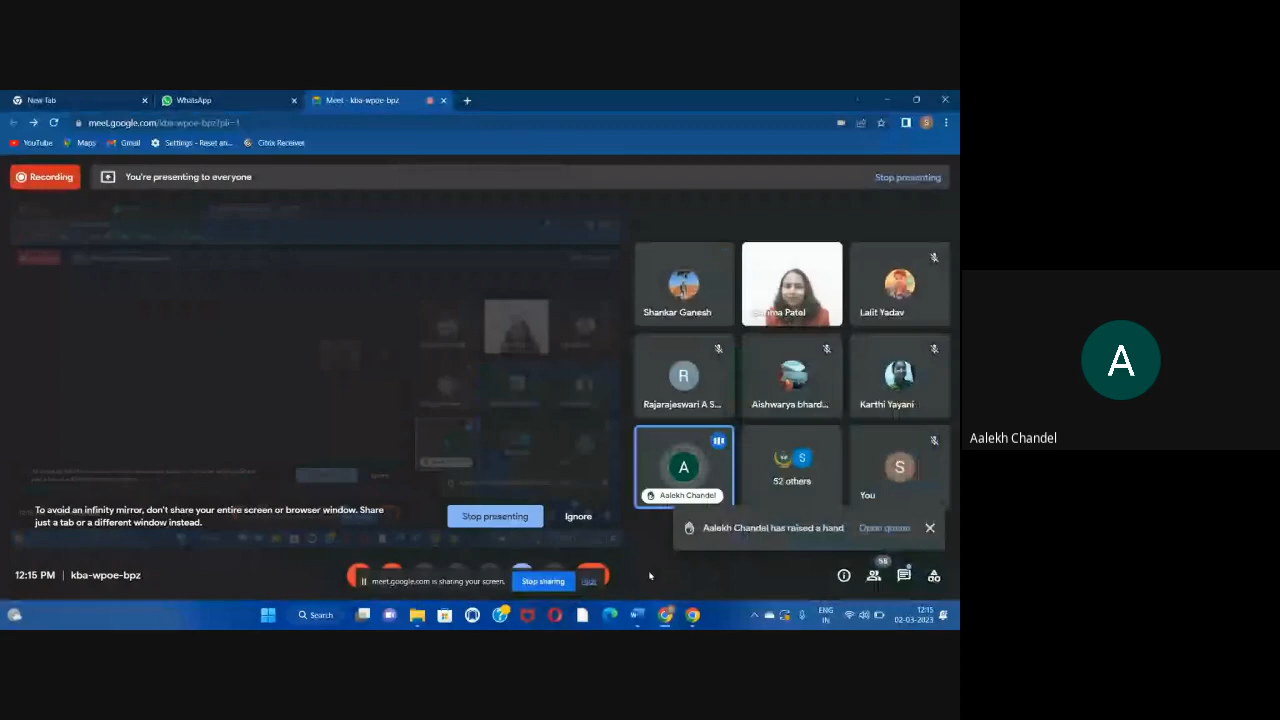 New Tab
WhatsApp
Meet - kba-wpoe-bpz
meet.google.com/kba-wpoe-bpz?pli=1
YouTube
Maps
Gmail
Settings - Reset an...
Citrix Receiver
Recording
You're presenting to everyone
Stop presenting
Shankar Ganesh
Patel
Lalit Yadav
R
Rajarajeswari A S...
Aishwarya bhard...
Karthi Yayani
A
Aalekh Chandel
S
52 others
S
You
A
Aalekh Chandel
To avoid an infinity mirror, don't share your entire screen or browser window. Share
just a tab or a different window instead.
Stop presenting
Ignore
Aalekh Chandel has raised a hand
Open queue
12:15 PM | kba-wpoe-bpz
meet.google.com is sharing your screen.
Stop sharing
Hide
Search
ENG
IN
12:15
02-03-2023